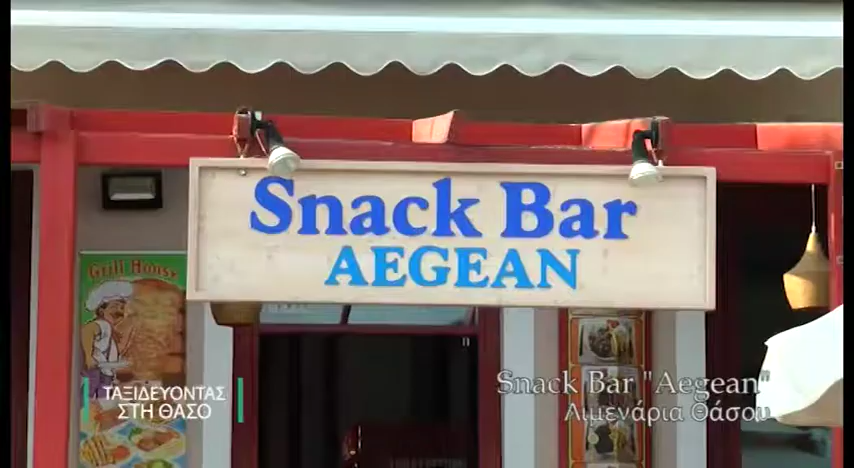 Snack Bar
AEGEAN
Grill House
ΤΑΞΙΔΕΥΟΝΤΑΣ
ΣΤΗ ΘΑΣΟ
Snack Bar "Aegean"
Λιμενάρια Θάσου